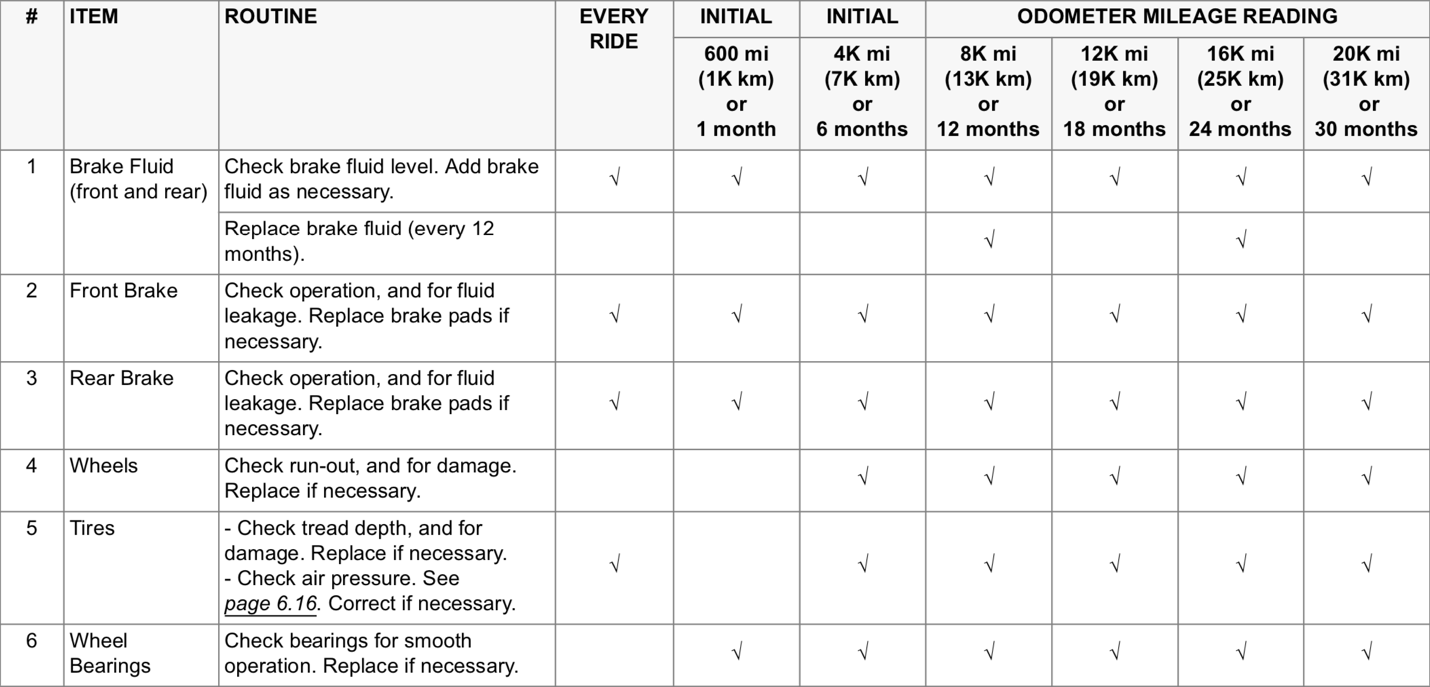 # ITEM ROUTINE EVERY RIDE INITIAL INITIAL ODOMETER MILEAGE READING
600 mi (1K km) or 1 month
4K mi (7K km) or 6 months
8K mi (13K km) or 12 months
12K mi (19K km) or 18 months
16K mi (25K km) or 24 months
20K mi (31K km) or 30 months
1 Brake Fluid (front and rear)
Check brake fluid level. Add brake
fluid as necessary.
√ √ √ √ √ √ √
Replace brake fluid (every 12
months).
√ √
2 Front Brake
Check operation, and for fluid
leakage. Replace brake pads if
necessary.
√ √ √ √ √ √ √
3 Rear Brake
Check operation, and for fluid
leakage. Replace brake pads if
necessary.
√ √ √ √ √ √ √
4 Wheels
Check run-out, and for damage.
Replace if necessary.
√ √ √ √ √
5 Tires
- Check tread depth, and for
damage. Replace if necessary.
- Check air pressure. See
page 6.16. Correct if necessary.
√ √ √ √ √ √
6 Wheel Bearings
Check bearings for smooth
operation. Replace if necessary.
√ √ √ √ √ √